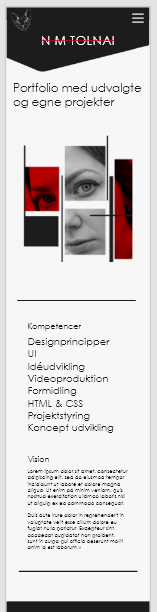 N M TOLNAI
Portfolio med udvalgte
og egne projekter
Kompetencer
Designprincipper
UI
Idéudvikling
Videoproduktion
Formidling
HTML & CSS
Projektstyring
Koncept udvikling
Vision
Lorem ipsum dolor sit amet, consectetur
adipiscing elit, sed do eiusmod tempor
incididunt ut labore et dolore magna
aliqua. Ut enim ad minim veniam, quis
nostrud exercitation ullamco laboris nisi
ut aliquip ex ea commodo consequat.
Duis aute irure dolor in reprehenderit in
voluptate velit esse cillum dolore eu
fugiat nulla pariatur. Excepteur sint
occaecat cupidatat non proident,
sunt in culpa qui officia deserunt mollit
anim id est laborum.»